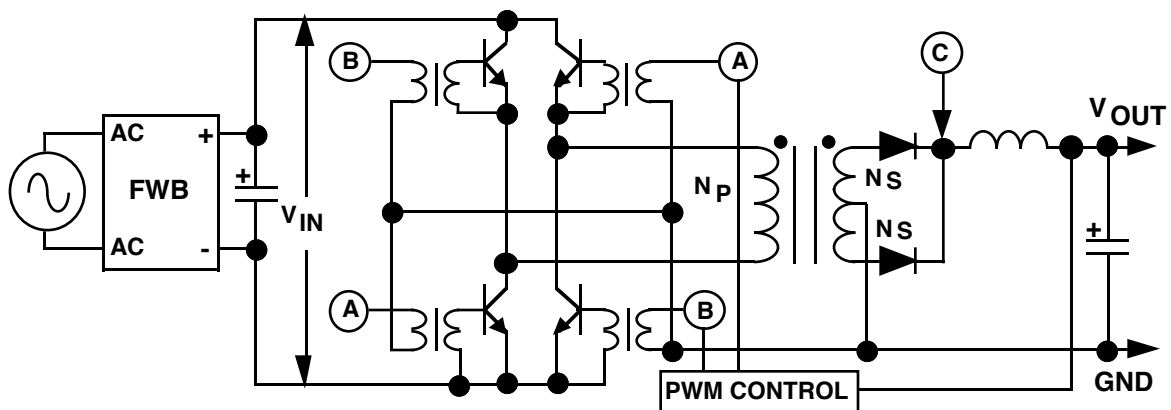 B
A
C
V OUT
AC
+
FWB
+
V IN
N P
N S
N S
AC
-
+
A
B
PWM CONTROL
GND